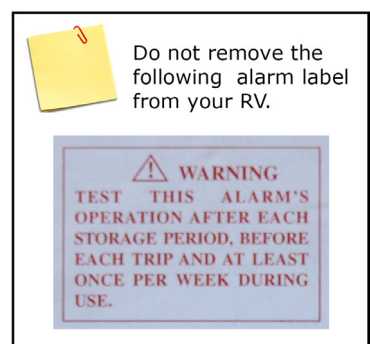 Do not remove the
following alarm label
from your RV.
WARNING
TEST THIS ALARM'S
OPERATION AFTER EACH
STORAGE PERIOD, BEFORE
EACH TRIP AND AT LEAST
ONCE PER WEEK DURING
USE.